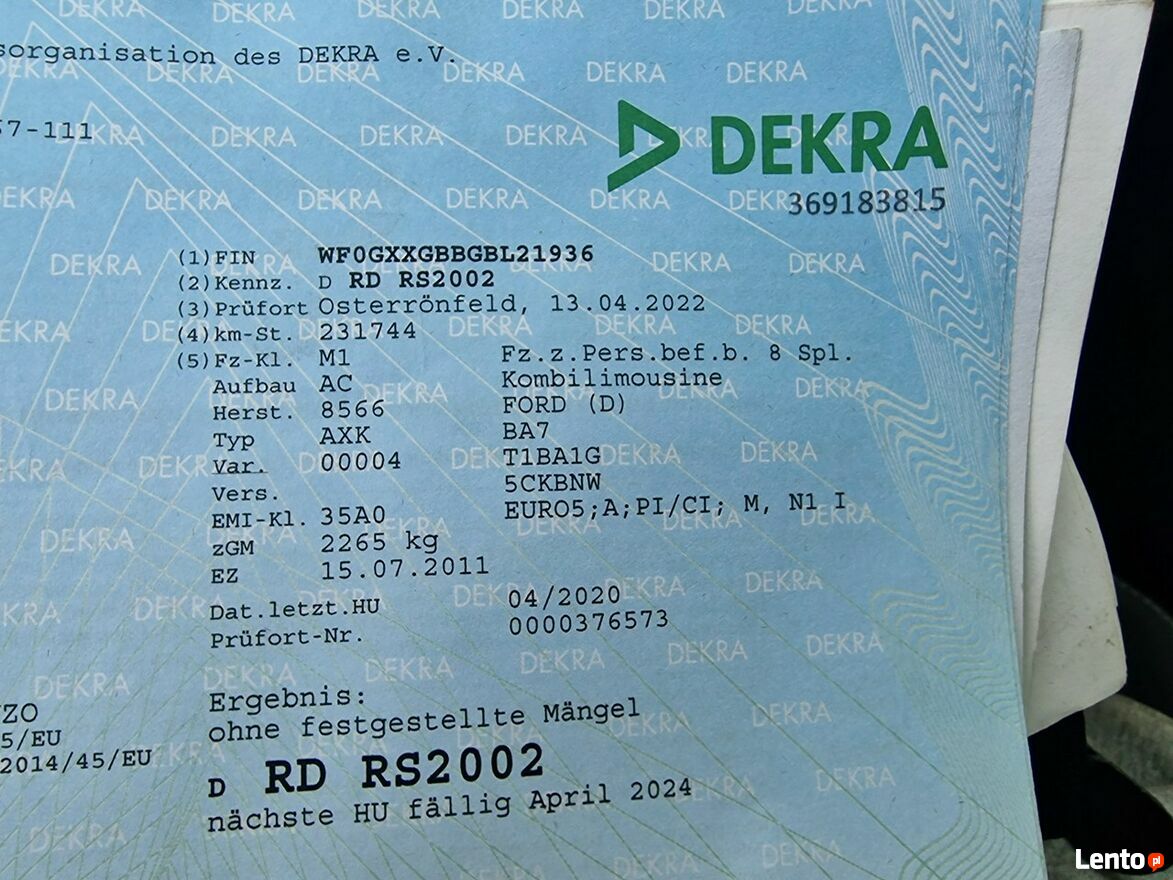 sorganisation des DEKRA e.V.
57-111
DEKRA
369183815
(1) FIN WF0GXXGBBGBL21936
(2) Kennz. D RD RS2002
(3) Prüfort Osterrönfeld, 13.04.2022
(4) km-St. 231744
(5) Fz-Kl. M1 Fz.z.Pers.bef.b. 8 Spl.
Aufbau AC Kombilimousine
Herst. 8566 FORD (D)
Typ AXK BA7
Var. 00004 T1BA1G
Vers. 5CKBNW
EMI-Kl. 35A0 EURO5;A;PI/CI; M, N1 I
zGM 2265 kg
EZ 15.07.2011
Dat.letzt.HU 04/2020
Prüfort-Nr. 0000376573
Ergebnis:
ohne festgestellte Mängel
ZO
5/EU
2014/45/EU
D RD RS2002
nächste HU fällig April 2024
Lento.pl